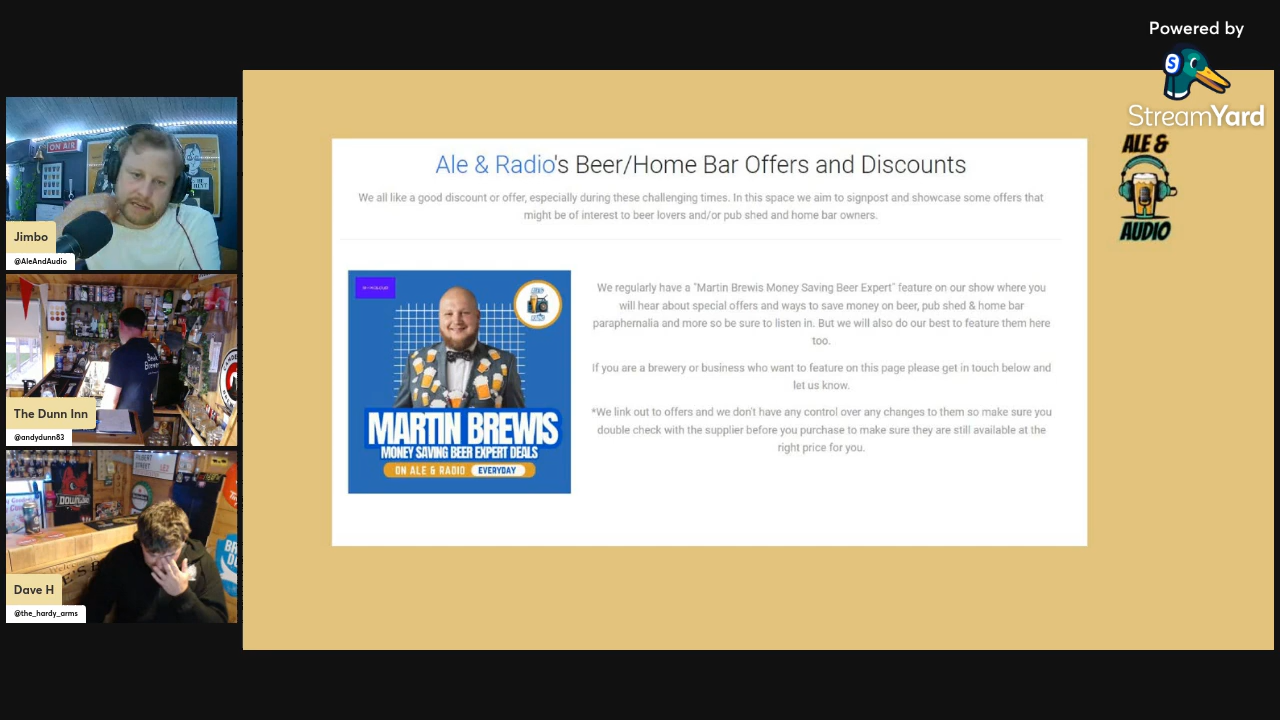 Powered by
StreamYard
ALE &
AUDIO
ON AIR
Jimbo
@AleAndAudio
The Dunn Inn
@andydunn83
Dave H
@the_hardy_arms
Ale & Radio's Beer/Home Bar Offers and Discounts
We all like a good discount or offer, especially during these challenging times. In this space we aim to signpost and showcase some offers that
might be of interest to beer lovers and/or pub shed and home bar owners.
MARTIN BREWIS
MONEY SAVING BEER EXPERT DEALS
ON ALE & RADIO EVERYDAY
We regularly have a "Martin Brewis Money Saving Beer Expert" feature on our show where you
will hear about special offers and ways to save money on beer, pub shed & home bar
paraphernalia and more so be sure to listen in. But we will also do our best to feature them here
too.
If you are a brewery or business who want to feature on this page please get in touch below and
let us know.
*We link out to offers and we don't have any control over any changes to them so make sure you
double check with the supplier before you purchase to make sure they are still available at the
right price for you.